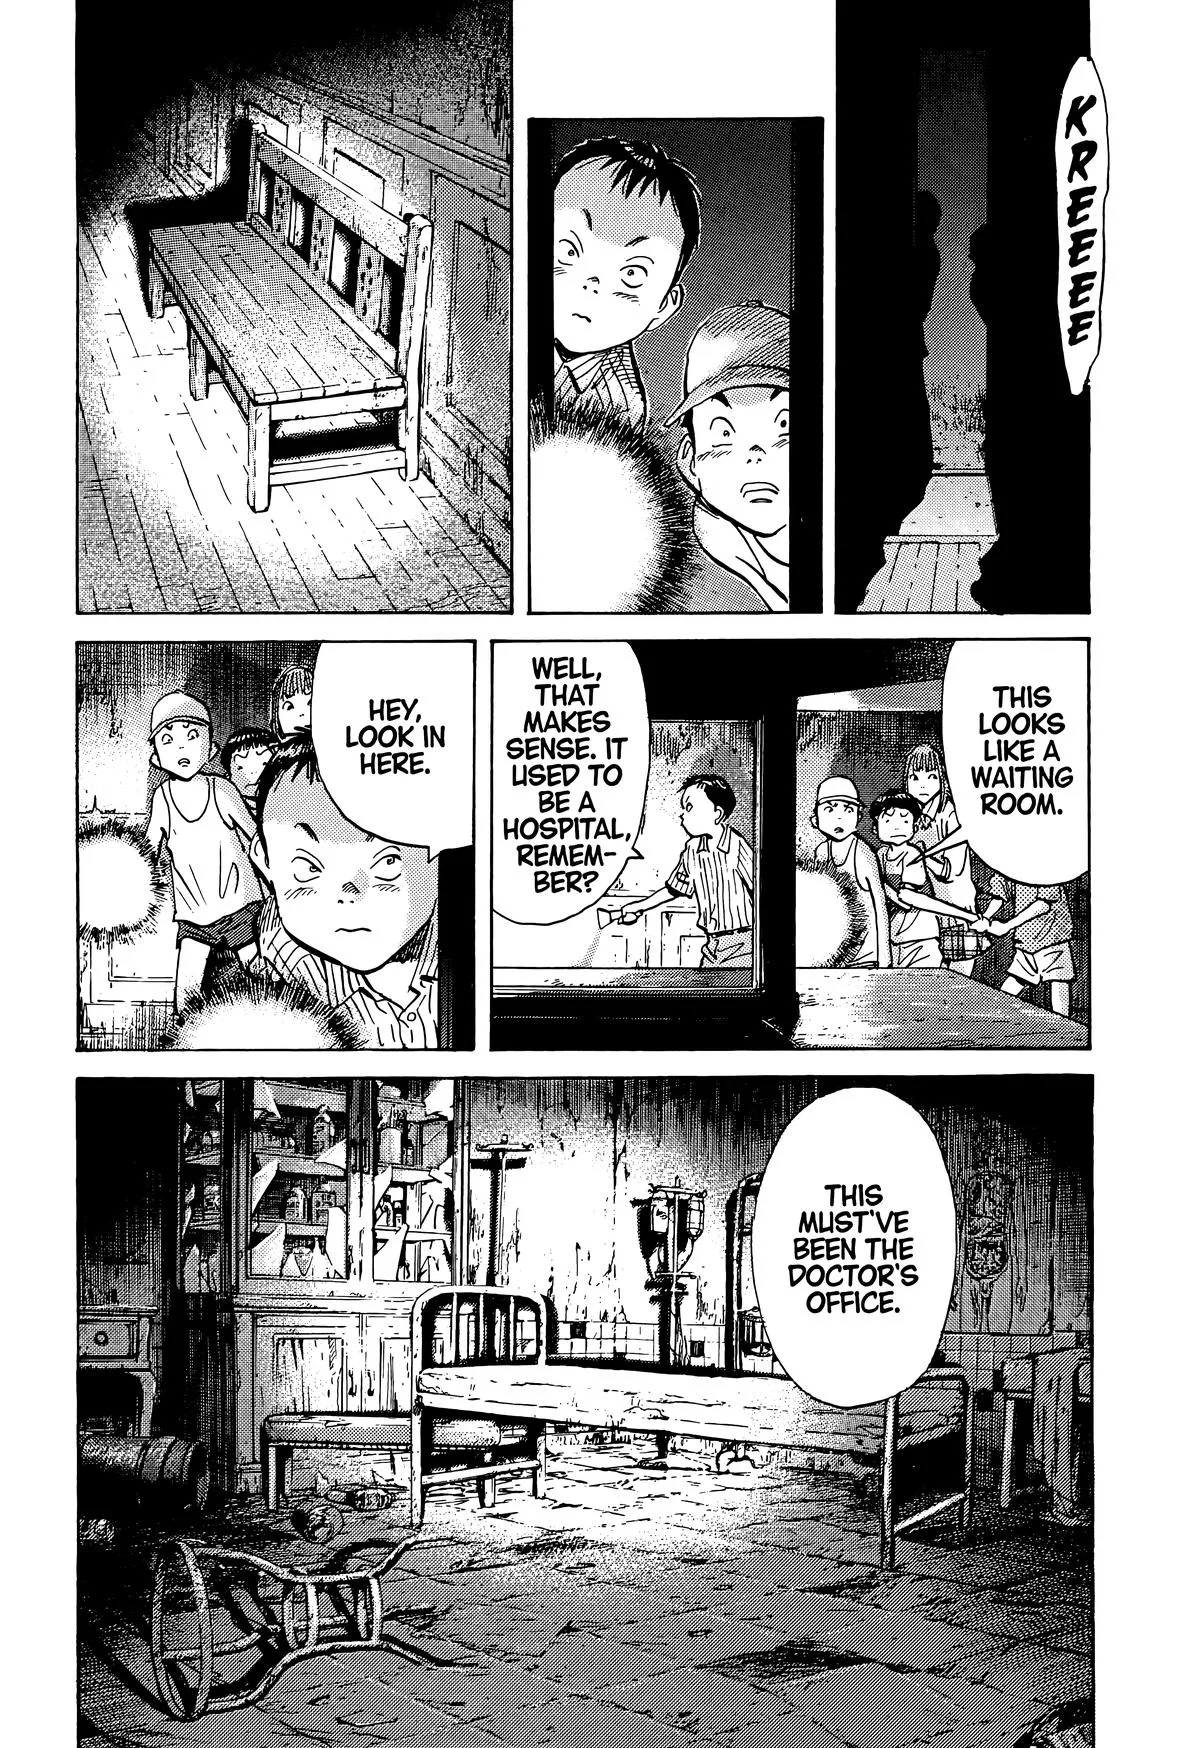 KREEEE
THIS
LOOKS
LIKE A
WAITING
ROOM.
WELL,
THAT
MAKES
SENSE. IT
USED TO
BE A
HOSPITAL,
REMEM-
BER?
HEY,
LOOK IN
HERE.
THIS
MUST'VE
BEEN THE
DOCTOR'S
OFFICE.